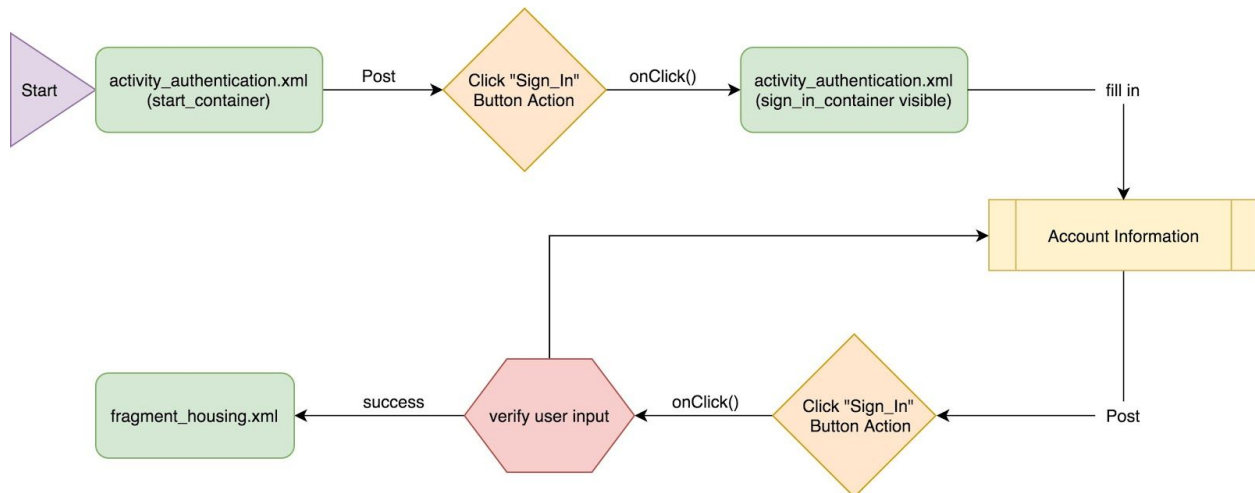 Start
activity_authentication.xml
(start_container)
Post
Click "Sign_In"
Button Action
onClick()
activity_authentication.xml
(sign_in_container visible)
fill in
Account Information
fragment_housing.xml
success
verify user input
onClick()
Click "Sign_In"
Button Action
Post